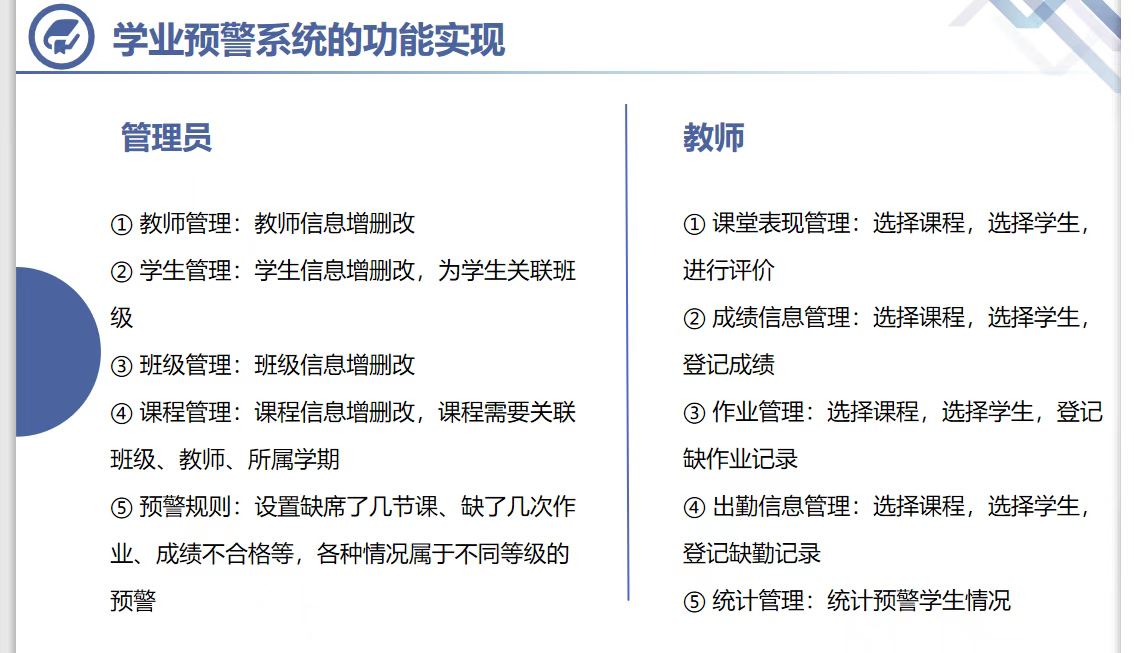 学业预警系统的功能实现
管理员
① 教师管理：教师信息增删改
② 学生管理：学生信息增删改，为学生关联班
级
③ 班级管理：班级信息增删改
④ 课程管理：课程信息增删改，课程需要关联
班级、教师、所属学期
⑤ 预警规则：设置缺席了几节课、缺了几次作
业、成绩不合格等，各种情况属于不同等级的
预警
教师
① 课堂表现管理：选择课程，选择学生，
进行评价
② 成绩信息管理：选择课程，选择学生，
登记成绩
③ 作业管理：选择课程，选择学生，登记
缺作业记录
④ 出勤信息管理：选择课程，选择学生，
登记缺勤记录
⑤ 统计管理：统计预警学生情况